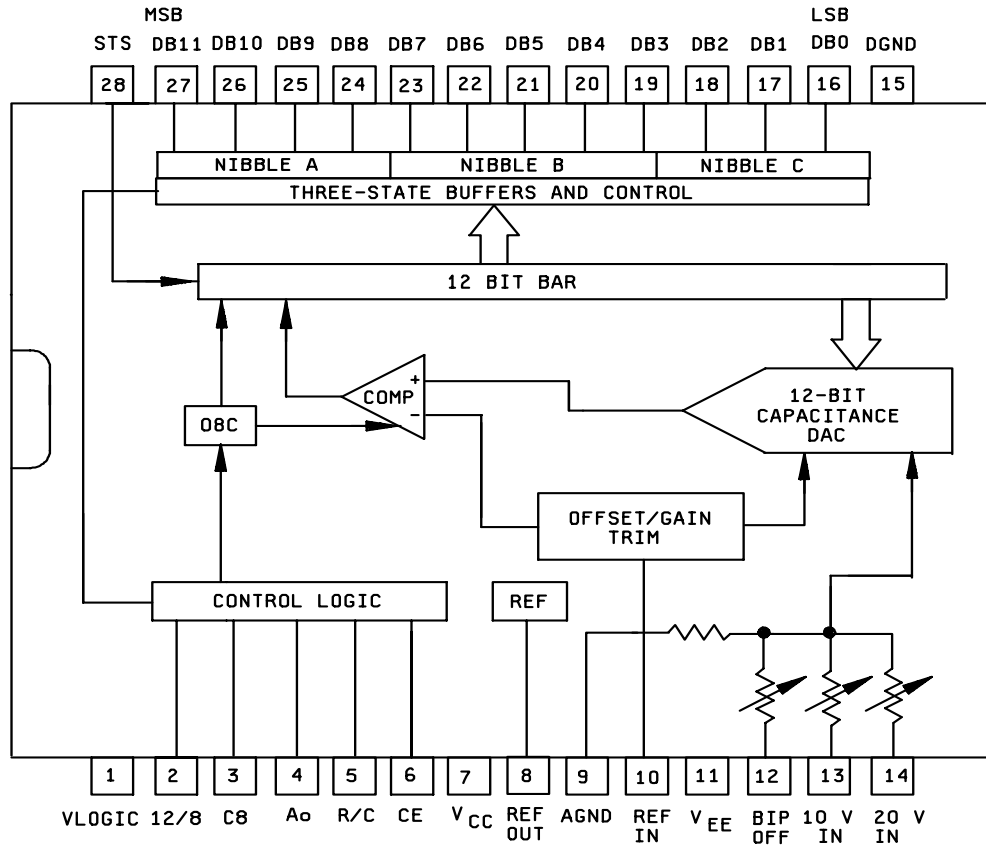 MSB LSB
STS DB11 DB10 DB9 DB8 DB7 DB6 DB5 DB4 DB3 DB2 DB1 DB0 DGND
28 27 26 25 24 23 22 21 20 19 18 17 16 15
NIBBLE A NIBBLE B NIBBLE C
THREE-STATE BUFFERS AND CONTROL
12 BIT BAR
COMP
+
−
12-BIT
CAPACITANCE
DAC
O8C
OFFSET/GAIN
TRIM
CONTROL LOGIC
REF
1 2 3 4 5 6 7 8 9 10 11 12 13 14
VLOGIC 12/8 C8 Ao R/C CE VCC REF OUT AGND REF IN VEE BIP OFF 10 V IN 20 V IN